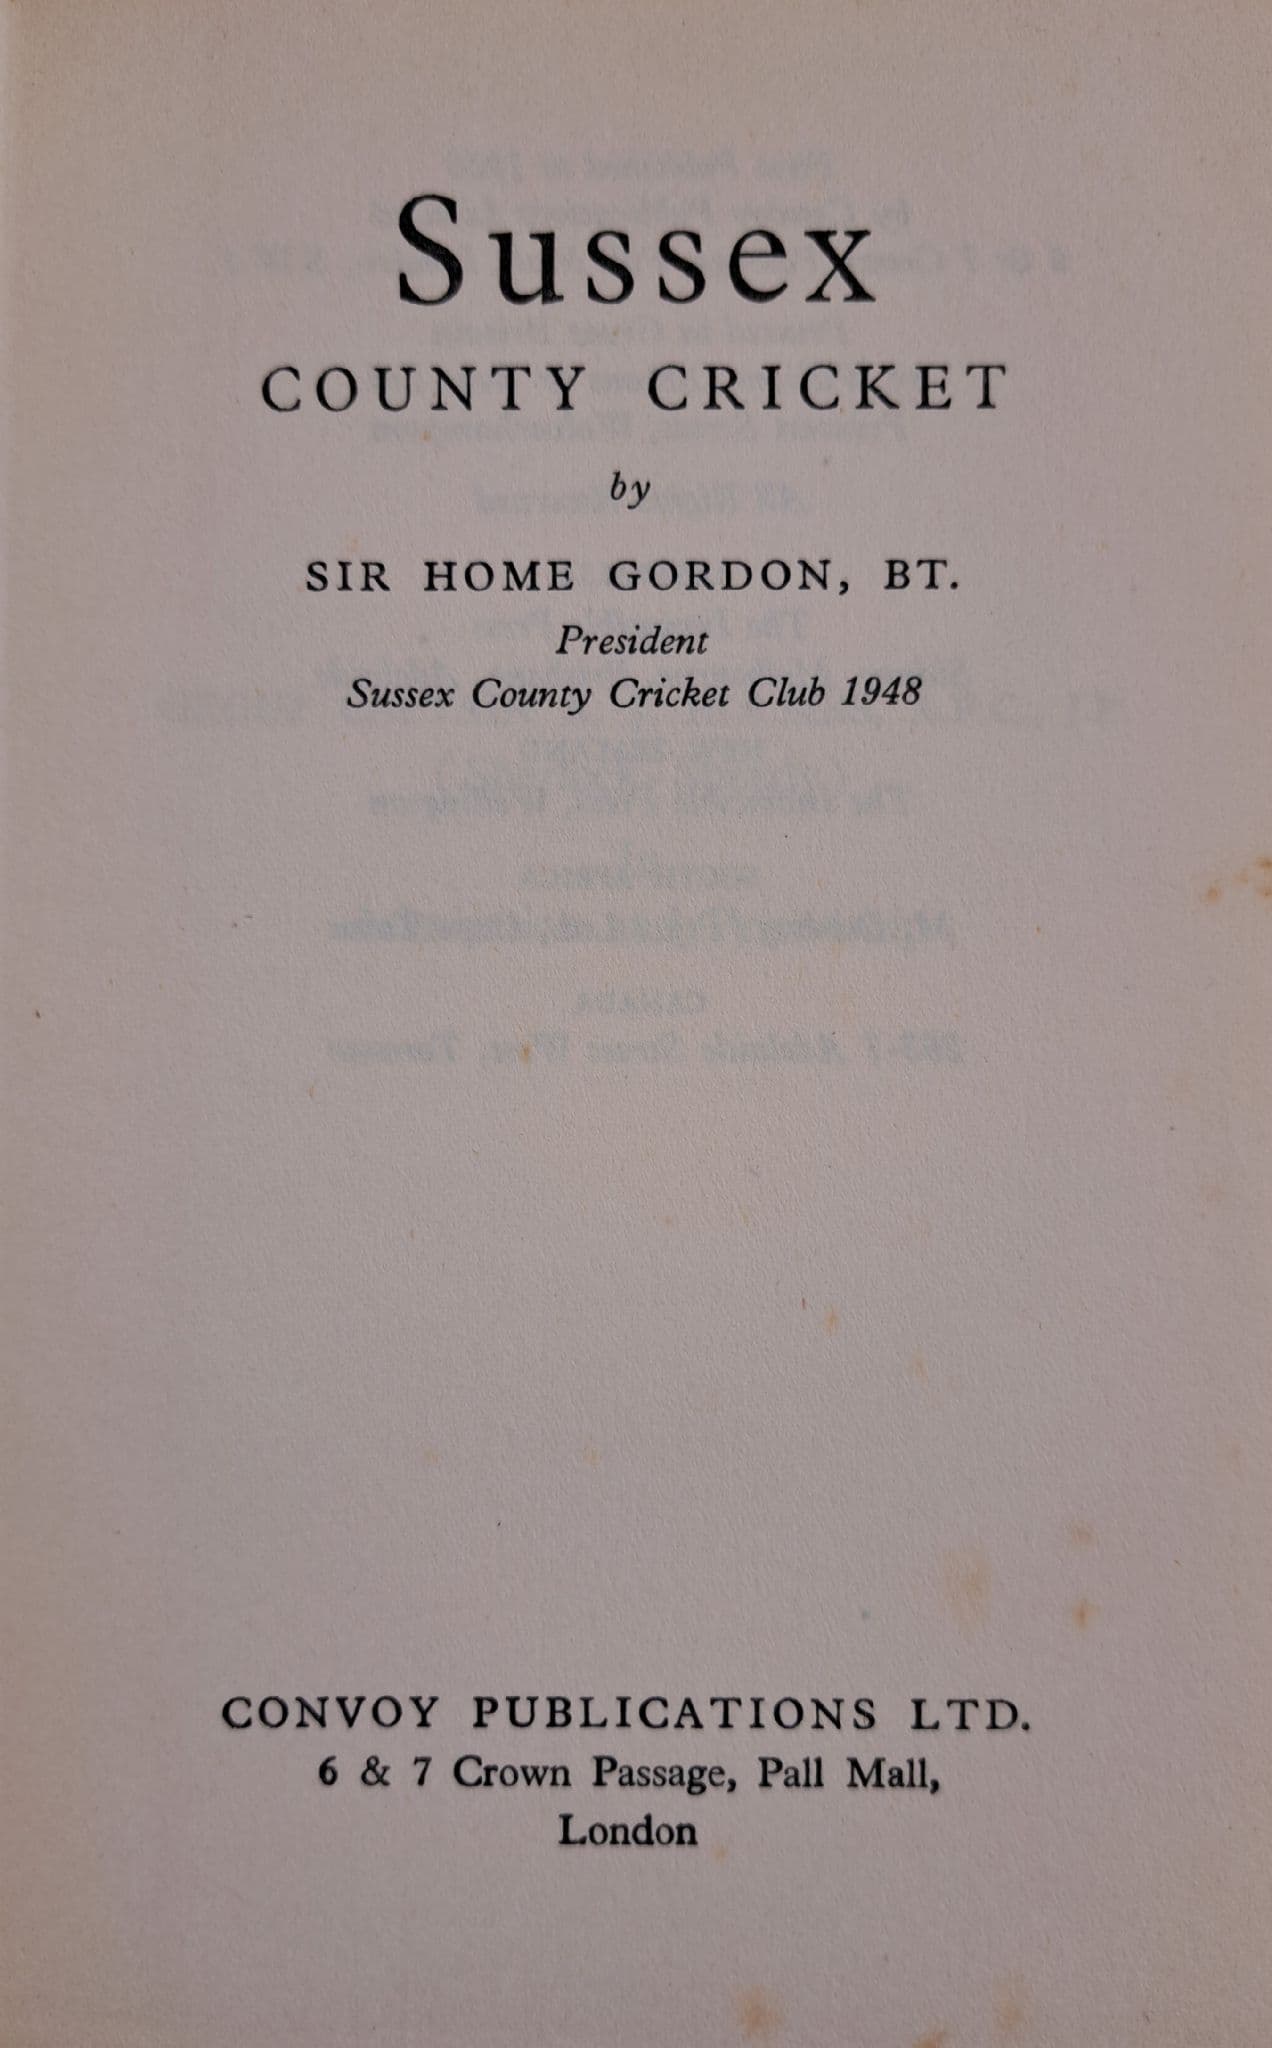 Sussex
COUNTY CRICKET
by
SIR HOME GORDON, BT.
President
Sussex County Cricket Club 1948
CONVOY PUBLICATIONS LTD.
6 & 7 Crown Passage, Pall Mall,
London